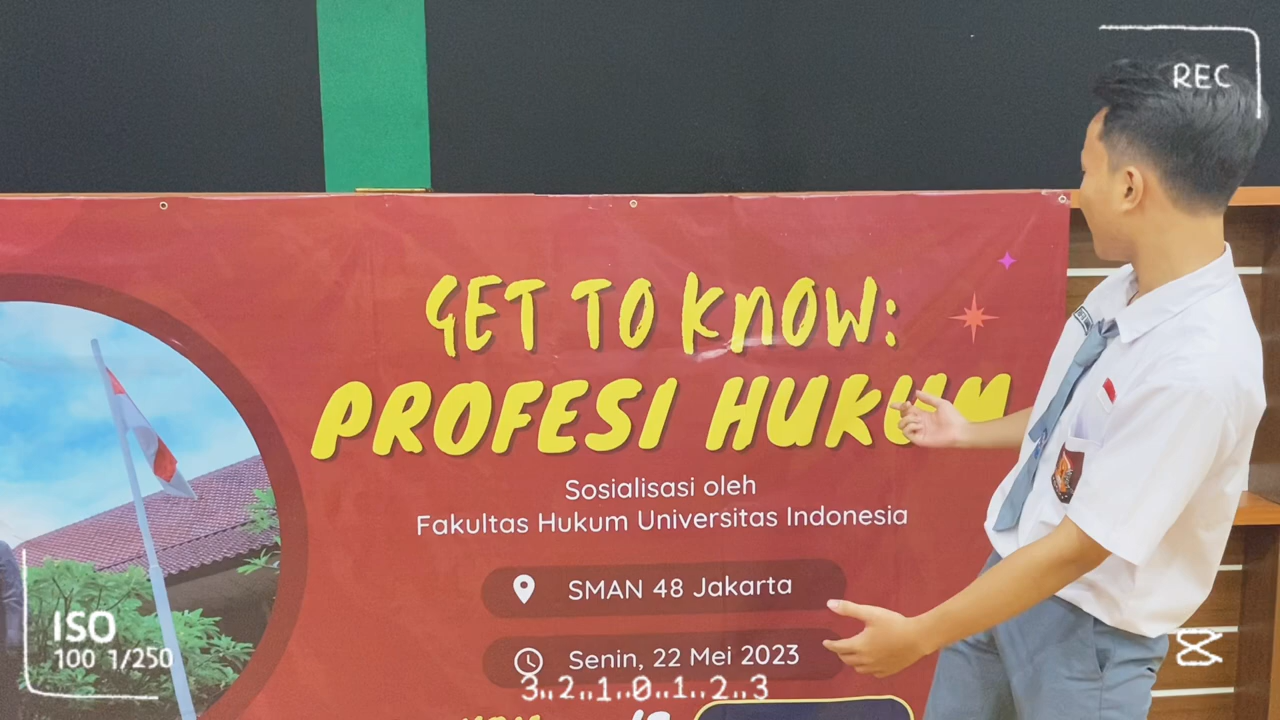 REC
GET TO KNOW:
PROFESI HUKUM
Sosialisasi oleh
Fakultas Hukum Universitas Indonesia
SMAN 48 Jakarta
Senin, 22 Mei 2023
ISO
100 1/250
3..2..1..0..1..2..3